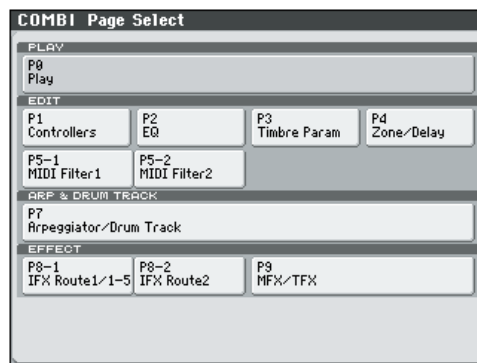 COMBI Page Select
PLAY
P0
Play
EDIT
P1
Controllers
P2
EQ
P3
Timbre Param
P4
Zone/Delay
P5-1
MIDI Filter1
P5-2
MIDI Filter2
ARP & DRUM TRACK
P7
Arpeggiator/Drum Track
EFFECT
P8-1
IFX Route1/1-5
P8-2
IFX Route2
P9
MFX/TFX